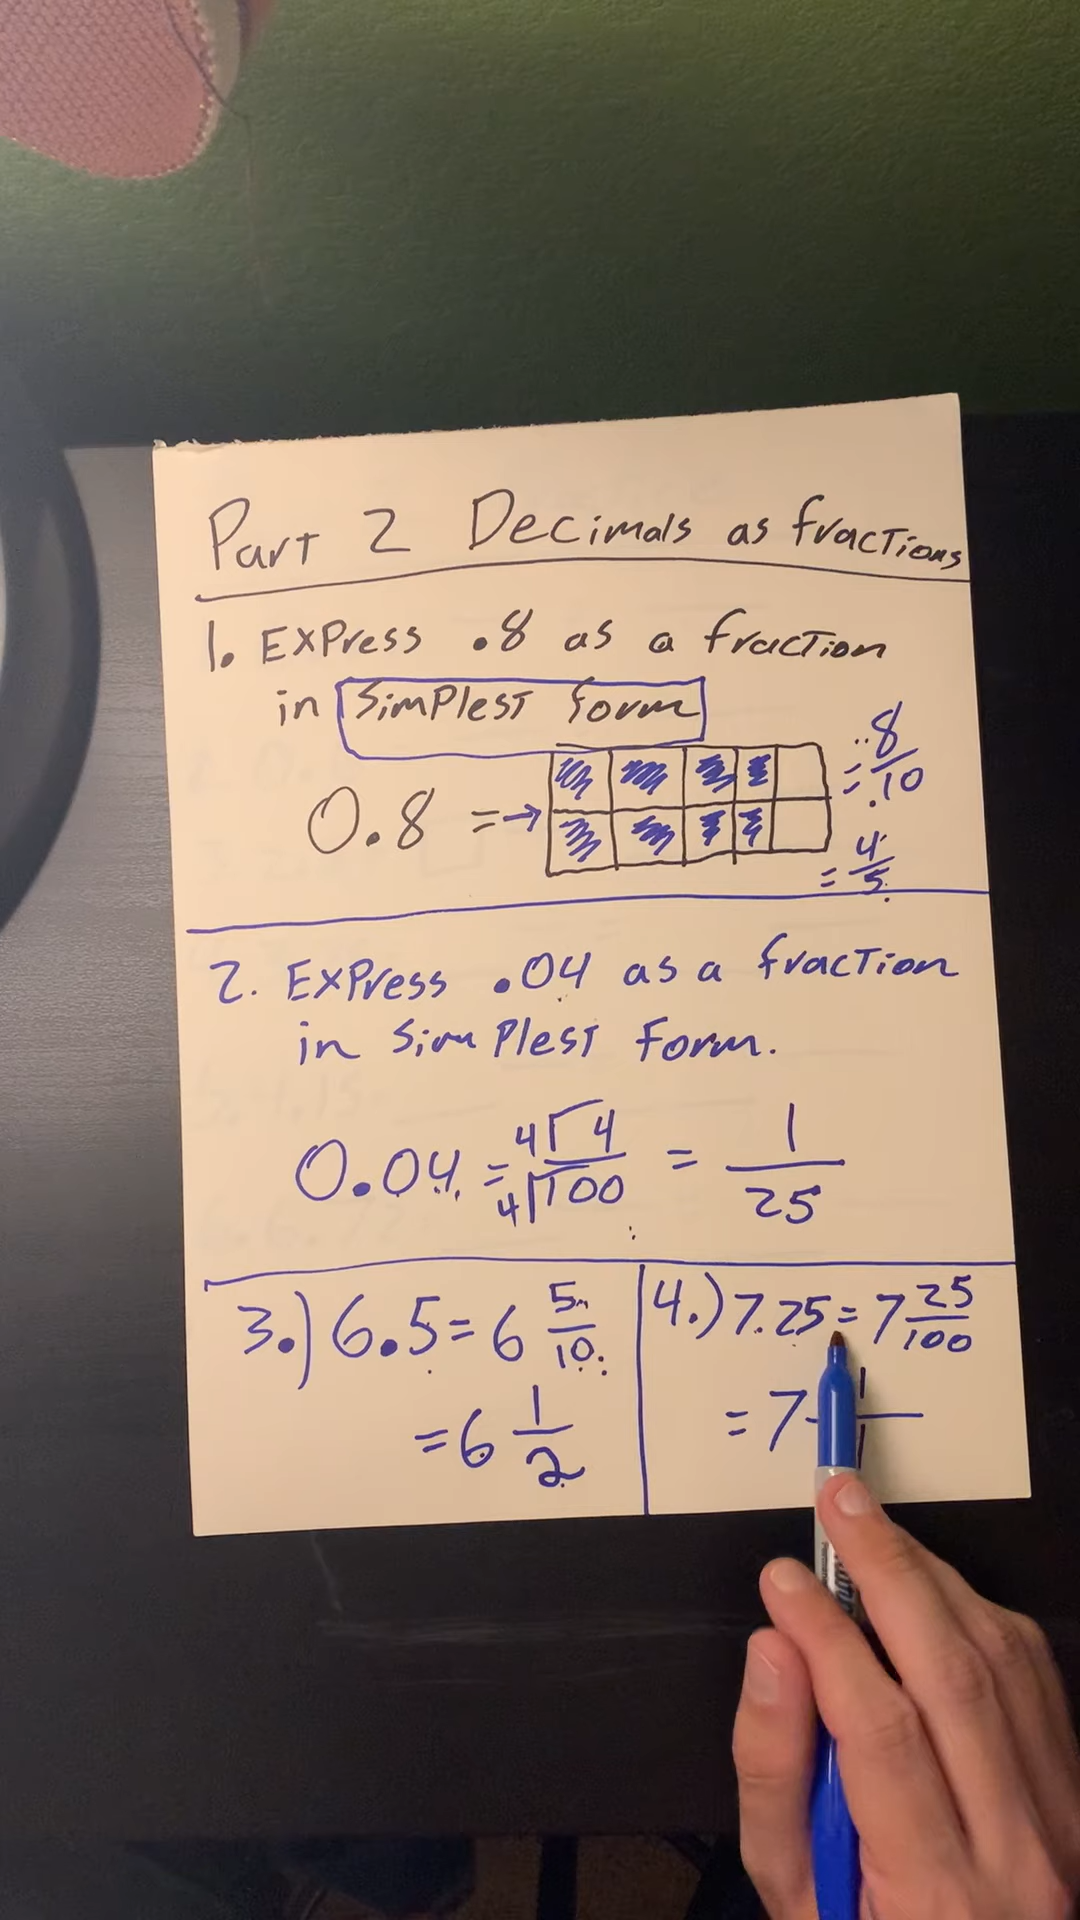 Part 2 Decimals as fractions
1. Express .8 as a fraction
in simplest form
0.8 = → = 8/10
= 4/5
2. Express .04 as a fraction
in simplest form.
0.04 = 4√4 / 4√100 = 1/25
3.) 6.5 = 6 5/10
= 6 1/2
4.) 7.25 = 7 25/100
= 7